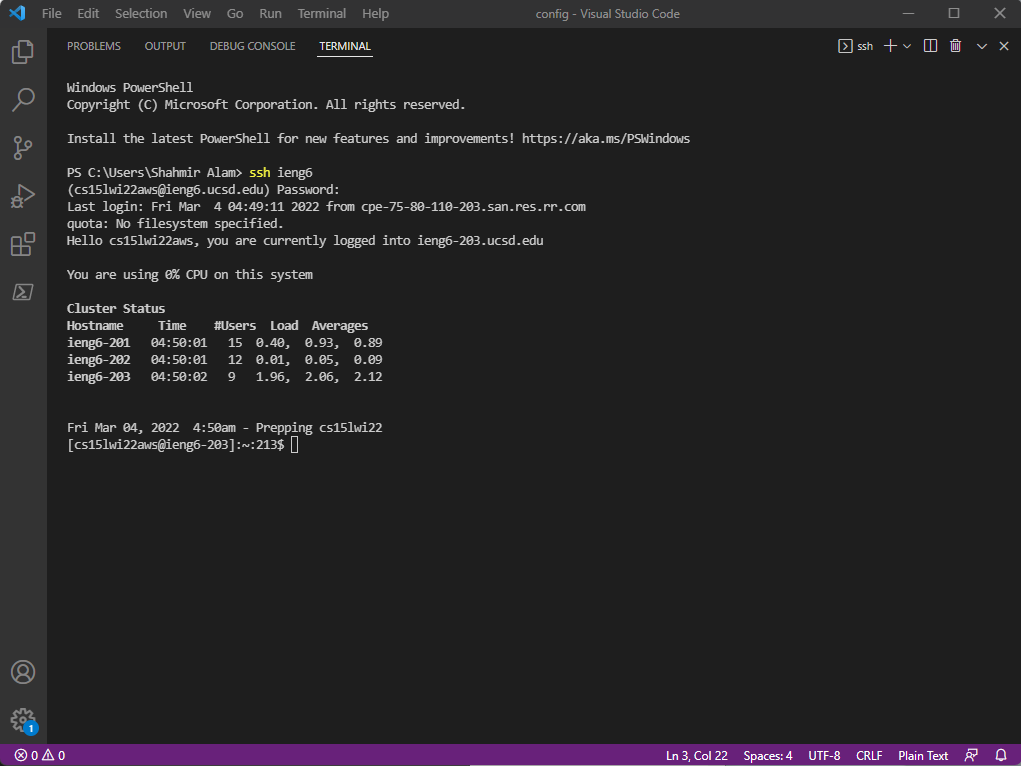 File Edit Selection View Go Run Terminal Help config - Visual Studio Code
PROBLEMS OUTPUT DEBUG CONSOLE TERMINAL ssh
Windows PowerShell
Copyright (C) Microsoft Corporation. All rights reserved.
Install the latest PowerShell for new features and improvements! https://aka.ms/PSWindows
PS C:\Users\Shahmir Alam> ssh ieng6
(cs15lwi22aws@ieng6.ucsd.edu) Password:
Last login: Fri Mar  4 04:49:11 2022 from cpe-75-80-110-203.san.res.rr.com
quota: No filesystem specified.
Hello cs15lwi22aws, you are currently logged into ieng6-203.ucsd.edu
You are using 0% CPU on this system
Cluster Status
Hostname     Time    #Users  Load  Averages
ieng6-201   04:50:01   15  0.40,  0.93,  0.89
ieng6-202   04:50:01   12  0.01,  0.05,  0.09
ieng6-203   04:50:02   9   1.96,  2.06,  2.12
Fri Mar 04, 2022  4:50am - Prepping cs15lwi22
[cs15lwi22aws@ieng6-203]:~:213$
1
0 0 Ln 3, Col 22 Spaces: 4 UTF-8 CRLF Plain Text